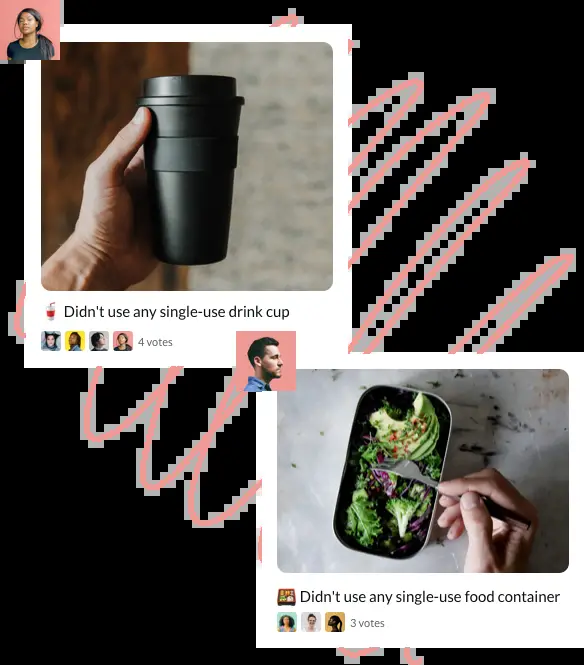 🥤 Didn't use any single-use drink cup
4 votes
🍱 Didn't use any single-use food container
3 votes